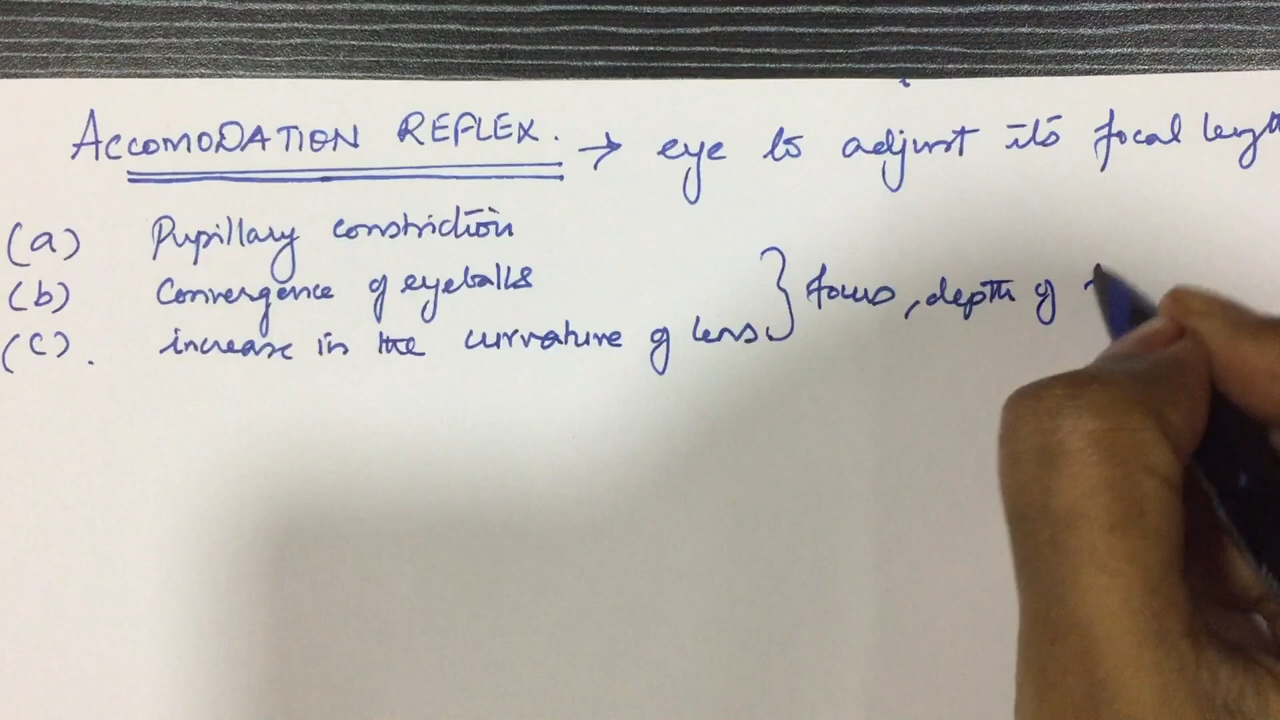 ACCOMODATION REFLEX. → eye to adjust its focal length
(a) Pupillary constriction
(b) Convergence of eyeballs
(c). increase in the curvature of lens } focus, depth of